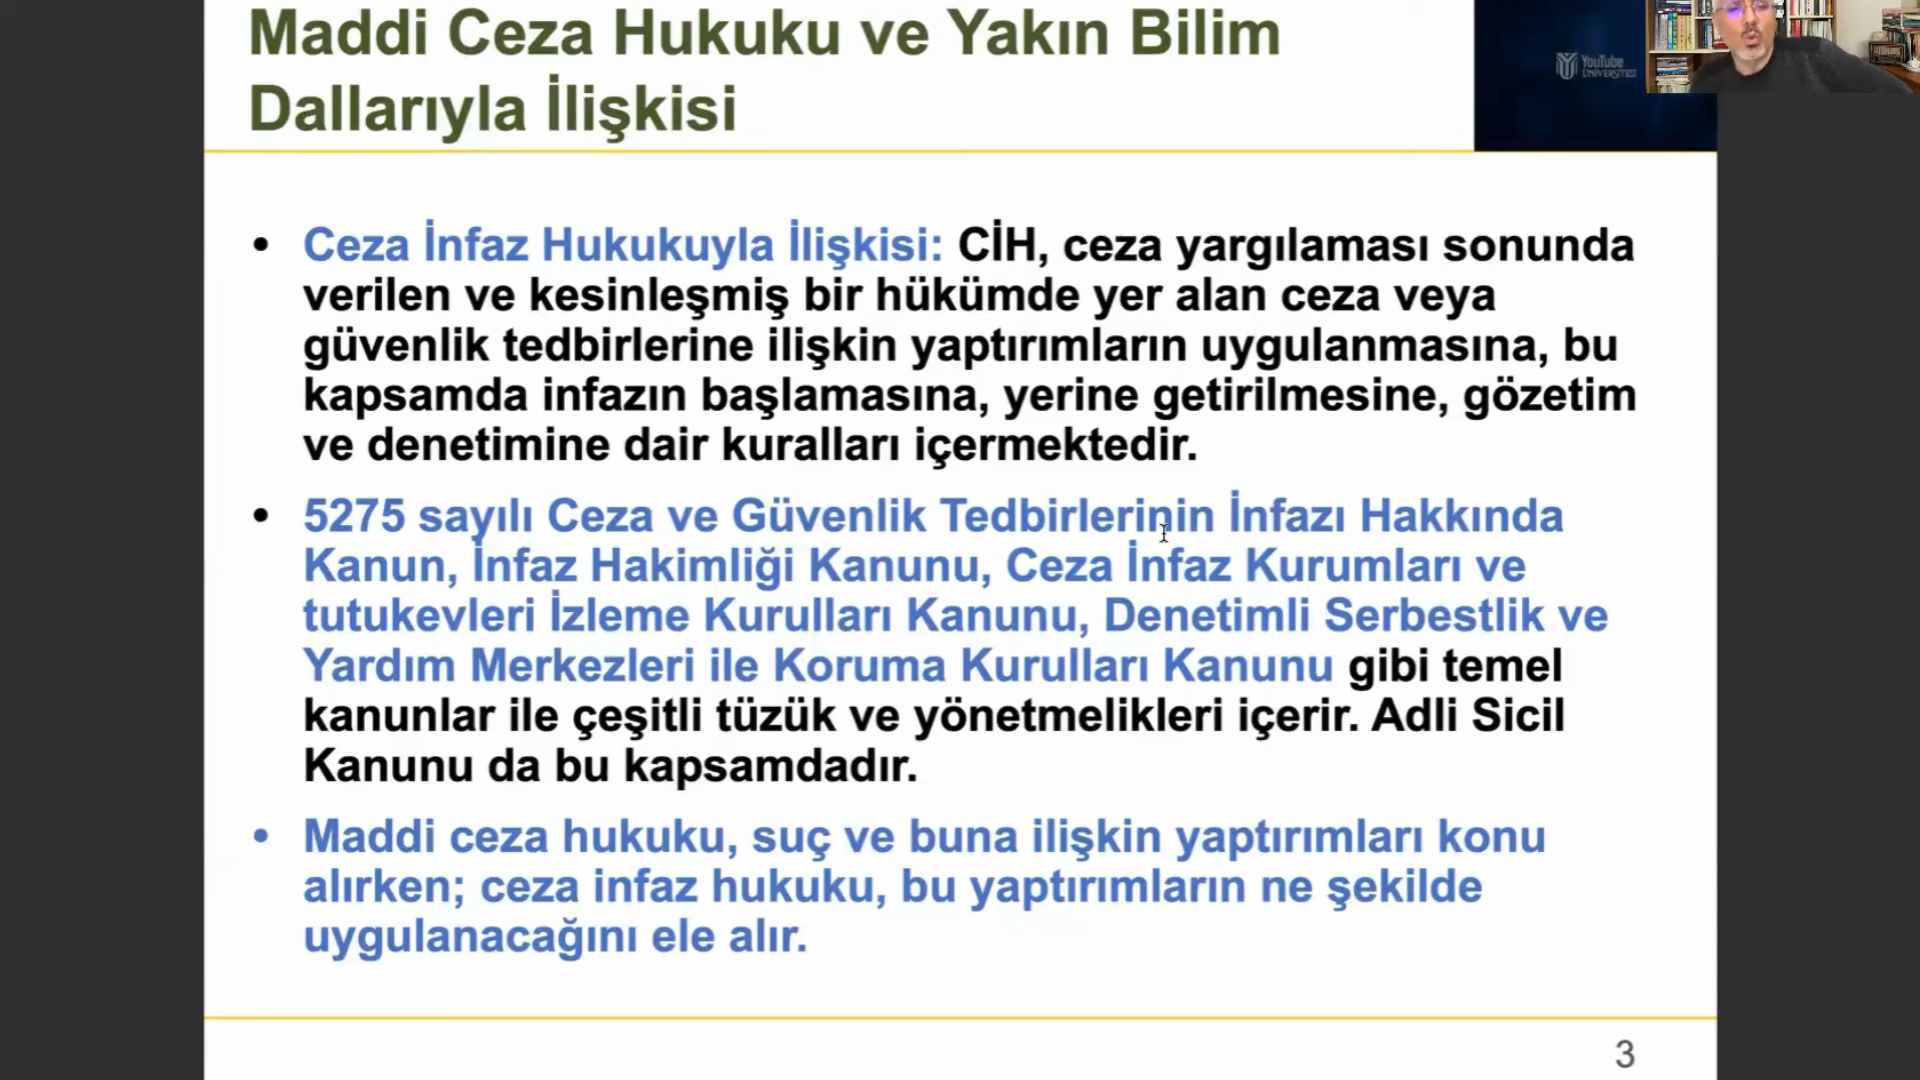 Maddi Ceza Hukuku ve Yakın Bilim
Dallarıyla İlişkisi
YouTube
ÜNİVERSİTESİ
• Ceza İnfaz Hukukuyla İlişkisi: CİH, ceza yargılaması sonunda
verilen ve kesinleşmiş bir hükümde yer alan ceza veya
güvenlik tedbirlerine ilişkin yaptırımların uygulanmasına, bu
kapsamda infazın başlamasına, yerine getirilmesine, gözetim
ve denetimine dair kuralları içermektedir.
• 5275 sayılı Ceza ve Güvenlik Tedbirlerinin İnfazı Hakkında
Kanun, İnfaz Hakimliği Kanunu, Ceza İnfaz Kurumları ve
tutukevleri İzleme Kurulları Kanunu, Denetimli Serbestlik ve
Yardım Merkezleri ile Koruma Kurulları Kanunu gibi temel
kanunlar ile çeşitli tüzük ve yönetmelikleri içerir. Adli Sicil
Kanunu da bu kapsamdadır.
• Maddi ceza hukuku, suç ve buna ilişkin yaptırımları konu
alırken; ceza infaz hukuku, bu yaptırımların ne şekilde
uygulanacağını ele alır.
3